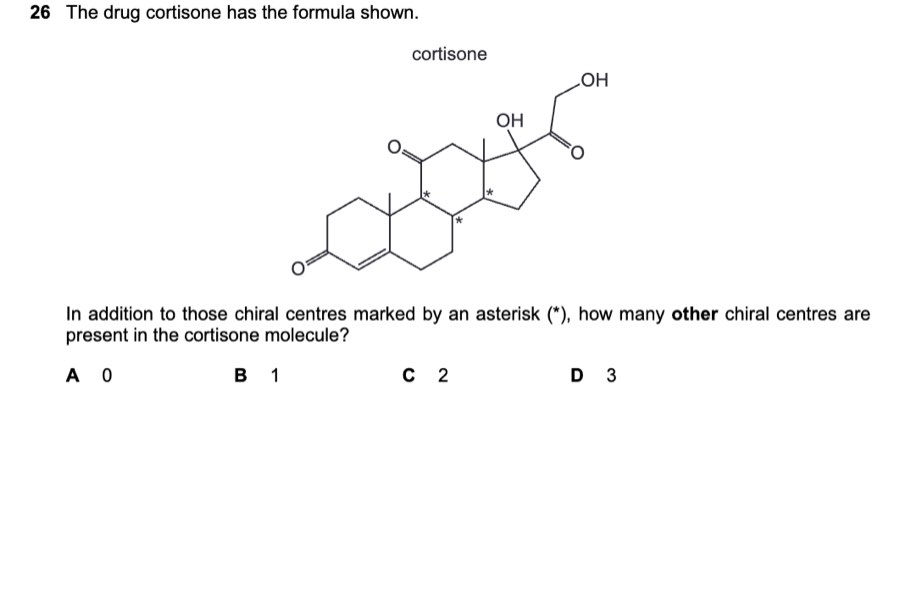 26 The drug cortisone has the formula shown.
cortisone
OH
OH
O
O
*
*
*
O
In addition to those chiral centres marked by an asterisk (*), how many other chiral centres are
present in the cortisone molecule?
A 0 B 1 C 2 D 3